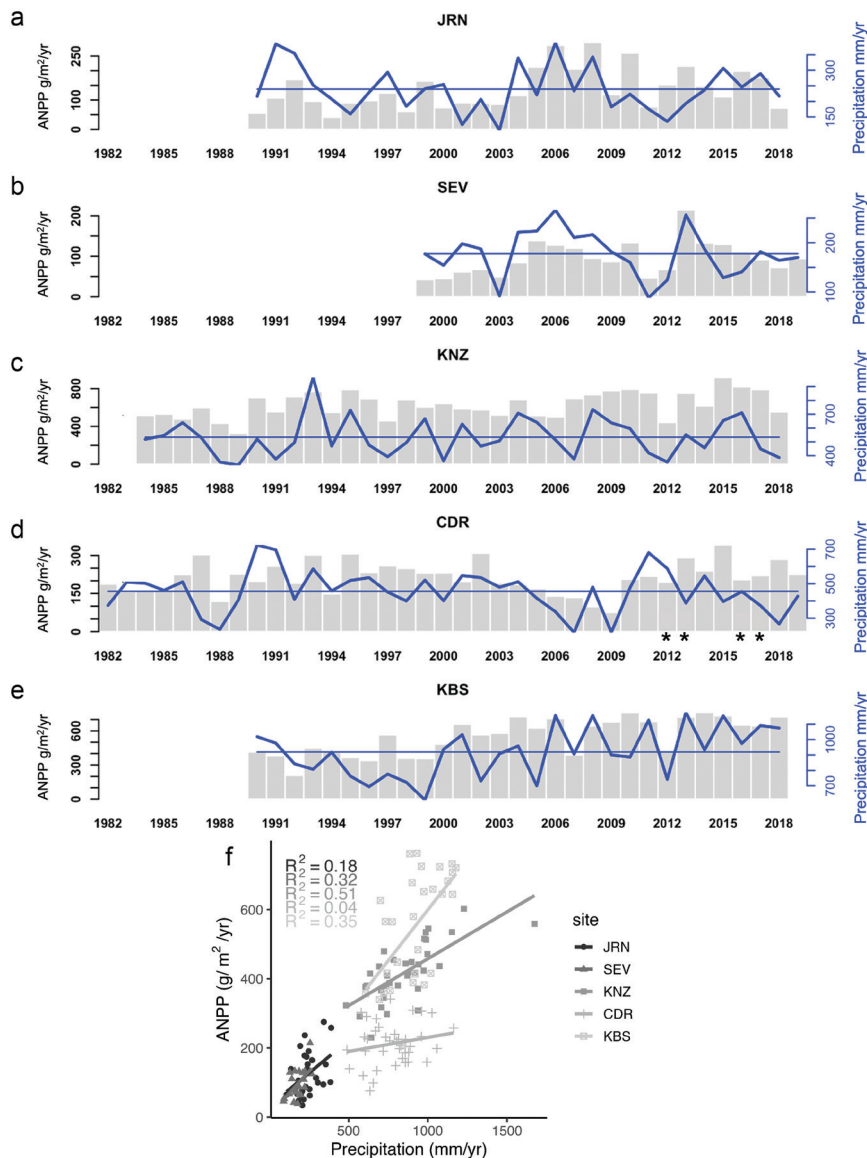 a
JRN
ANPP g/m²/yr
250
100
0
300
150
Precipitation mm/yr
1982 1985 1988 1991 1994 1997 2000 2003 2006 2009 2012 2015 2018
b
SEV
ANPP g/m²/yr
200
100
0
200
100
Precipitation mm/yr
1982 1985 1988 1991 1994 1997 2000 2003 2006 2009 2012 2015 2018
c
KNZ
ANPP g/m²/yr
800
400
0
700
400
Precipitation mm/yr
1982 1985 1988 1991 1994 1997 2000 2003 2006 2009 2012 2015 2018
d
CDR
ANPP g/m²/yr
300
150
0
700
500
300
Precipitation mm/yr
* * * *
1982 1985 1988 1991 1994 1997 2000 2003 2006 2009 2012 2015 2018
e
KBS
ANPP g/m²/yr
600
300
0
1000
700
Precipitation mm/yr
1982 1985 1988 1991 1994 1997 2000 2003 2006 2009 2012 2015 2018
f
R² = 0.18
R² = 0.32
R² = 0.51
R² = 0.04
R² = 0.35
ANPP (g/ m² /yr)
600
400
200
0
500 1000 1500
Precipitation (mm/yr)
site
JRN
SEV
KNZ
CDR
KBS